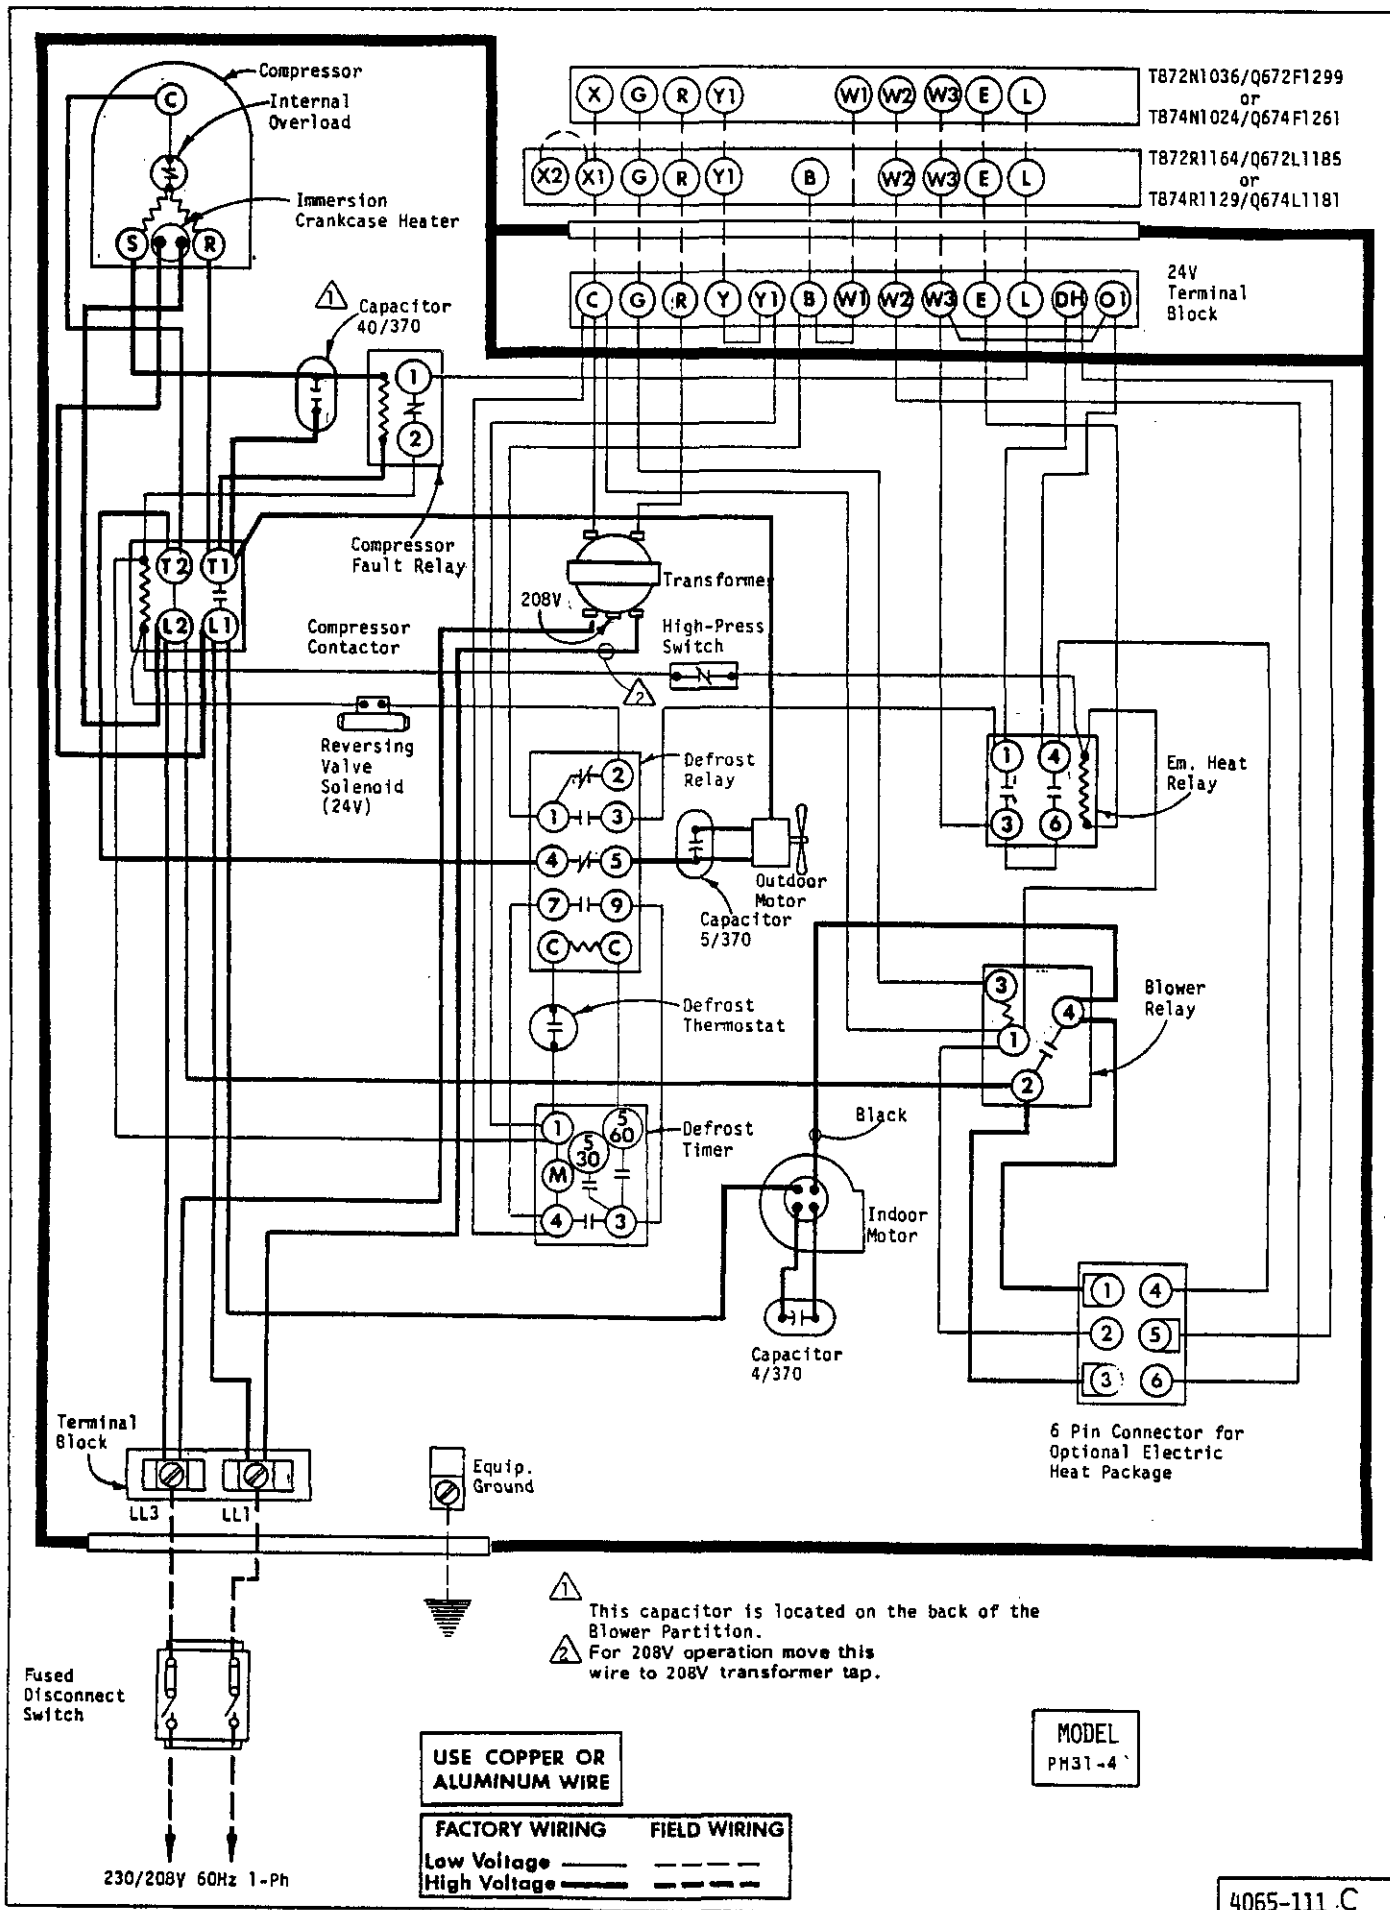 Compressor
Internal
Overload
Immersion
Crankcase Heater
C
S
R
X G R Y1 W1 W2 W3 E L
T872N1036/Q672F1299
or
T874N1024/Q674F1261
X2 X1 G R Y1 B W2 W3 E L
T872R1164/Q672L1185
or
T874R1129/Q674L1181
C G R Y Y1 B W1 W2 W3 E L DH O1
24V
Terminal
Block
1
Capacitor
40/370
1
2
Compressor
Fault Relay
T2 T1
L2 L1
Compressor
Contactor
Transformer
208V
High-Press
Switch
2
Reversing
Valve
Solenoid
(24V)
Defrost
Relay
2
1 3
4 5
7 9
C C
Outdoor
Motor
Capacitor
5/370
1 4
3 6
Em. Heat
Relay
Defrost
Thermostat
3
4
1
2
Blower
Relay
1
5
60
5
30
M
4 3
Defrost
Timer
Black
Indoor
Motor
Capacitor
4/370
1 4
2 5
3 6
6 Pin Connector for
Optional Electric
Heat Package
Terminal
Block
LL3 LL1
Equip.
Ground
1
This capacitor is located on the back of the
Blower Partition.
2
For 208V operation move this
wire to 208V transformer tap.
Fused
Disconnect
Switch
230/208V 60Hz 1-Ph
USE COPPER OR
ALUMINUM WIRE
FACTORY WIRING FIELD WIRING
Low Voltage
High Voltage
MODEL
PH31-4
4065-111 C